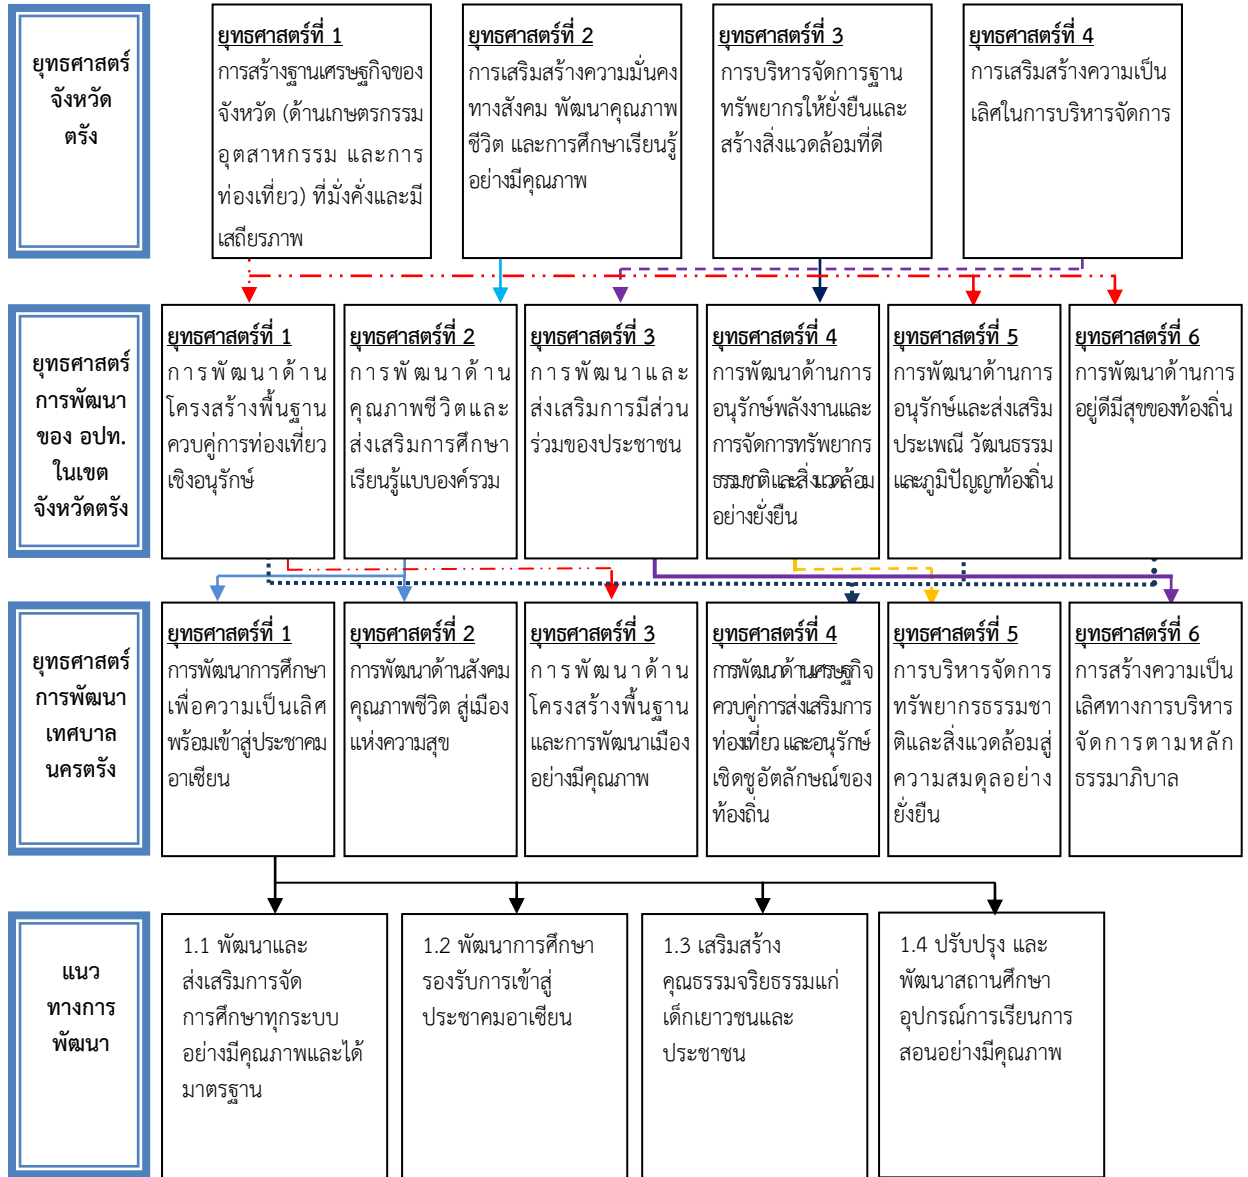 ยุทธศาสตร์
จังหวัด
ตรัง
ยุทธศาสตร์ที่ 1
การสร้างฐานเศรษฐกิจของ
จังหวัด (ด้านเกษตรกรรม
อุตสาหกรรม และการ
ท่องเที่ยว) ที่มั่งคั่งและมี
เสถียรภาพ
ยุทธศาสตร์ที่ 2
การเสริมสร้างความมั่นคง
ทางสังคม พัฒนาคุณภาพ
ชีวิต และการศึกษาเรียนรู้
อย่างมีคุณภาพ
ยุทธศาสตร์ที่ 3
การบริหารจัดการฐาน
ทรัพยากรให้ยั่งยืนและ
สร้างสิ่งแวดล้อมที่ดี
ยุทธศาสตร์ที่ 4
การเสริมสร้างความเป็น
เลิศในการบริหารจัดการ
ยุทธศาสตร์
การพัฒนา
ของ อปท.
ในเขต
จังหวัดตรัง
ยุทธศาสตร์ที่ 1
การพัฒนาด้าน
โครงสร้างพื้นฐาน
ควบคู่การท่องเที่ยว
เชิงอนุรักษ์
ยุทธศาสตร์ที่ 2
การพัฒนาด้าน
คุณภาพชีวิตและ
ส่งเสริมการศึกษา
เรียนรู้แบบองค์รวม
ยุทธศาสตร์ที่ 3
การพัฒนาและ
ส่งเสริมการมีส่วน
ร่วมของประชาชน
ยุทธศาสตร์ที่ 4
การพัฒนาด้านการ
อนุรักษ์พลังงานและ
การจัดการทรัพยากร
ธรรมชาติและสิ่งแวดล้อม
อย่างยั่งยืน
ยุทธศาสตร์ที่ 5
การพัฒนาด้านการ
อนุรักษ์และส่งเสริม
ประเพณี วัฒนธรรม
และภูมิปัญญาท้องถิ่น
ยุทธศาสตร์ที่ 6
การพัฒนาด้านการ
อยู่ดีมีสุขของท้องถิ่น
ยุทธศาสตร์
การพัฒนา
เทศบาล
นครตรัง
ยุทธศาสตร์ที่ 1
การพัฒนาการศึกษา
เพื่อความเป็นเลิศ
พร้อมเข้าสู่ประชาคม
อาเซียน
ยุทธศาสตร์ที่ 2
การพัฒนาด้านสังคม
คุณภาพชีวิต สู่เมือง
แห่งความสุข
ยุทธศาสตร์ที่ 3
การพัฒนาด้าน
โครงสร้างพื้นฐาน
และการพัฒนาเมือง
อย่างมีคุณภาพ
ยุทธศาสตร์ที่ 4
การพัฒนาด้านเศรษฐกิจ
ควบคู่การส่งเสริมการ
ท่องเที่ยว และอนุรักษ์
เชิดชูอัตลักษณ์ของ
ท้องถิ่น
ยุทธศาสตร์ที่ 5
การบริหารจัดการ
ทรัพยากรธรรมชา
ติและสิ่งแวดล้อมสู่
ความสมดุลอย่าง
ยั่งยืน
ยุทธศาสตร์ที่ 6
การสร้างความเป็น
เลิศทางการบริหาร
จัดการตามหลัก
ธรรมาภิบาล
แนว
ทางการ
พัฒนา
1.1 พัฒนาและ
ส่งเสริมการจัด
การศึกษาทุกระบบ
อย่างมีคุณภาพและได้
มาตรฐาน
1.2 พัฒนาการศึกษา
รองรับการเข้าสู่
ประชาคมอาเซียน
1.3 เสริมสร้าง
คุณธรรมจริยธรรมแก่
เด็กเยาวชนและ
ประชาชน
1.4 ปรับปรุง และ
พัฒนาสถานศึกษา
อุปกรณ์การเรียนการ
สอนอย่างมีคุณภาพ